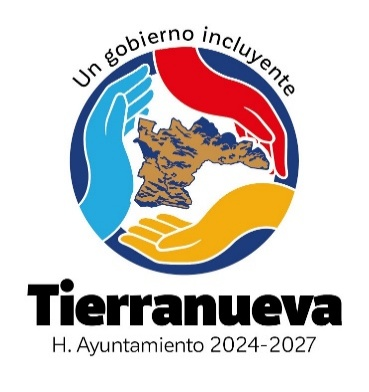 Un gobierno incluyente
Tierranueva
H. Ayuntamiento 2024-2027